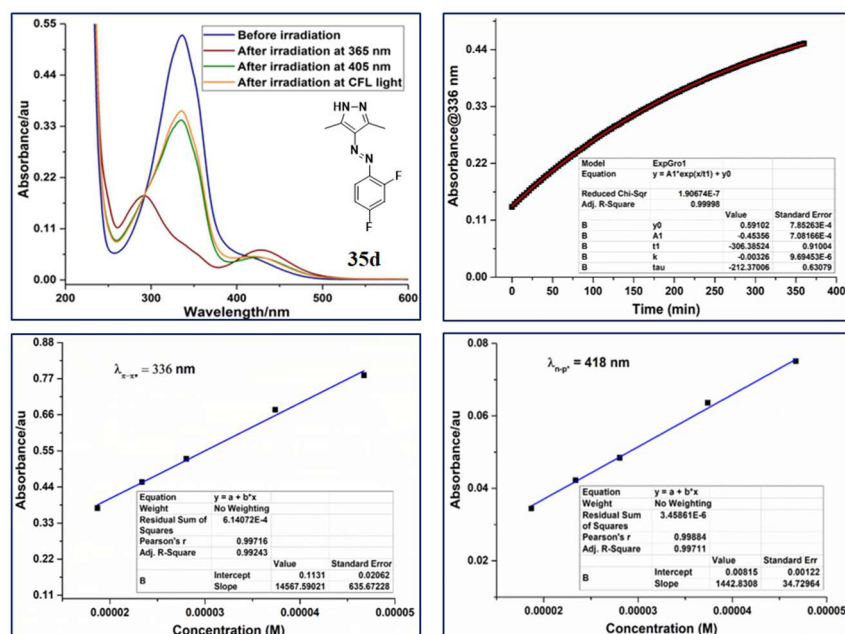 0.55
0.44
0.33
0.22
0.11
0.00
Absorbance/au
Before irradiation
After irradiation at 365 nm
After irradiation at 405 nm
After irradiation at CFL light
HN-N
CH3
CH3
N
N
F
F
35d
200 300 400 500 600
Wavelength/nm
0.44
0.33
0.22
0.11
0.00
Absorbance@336 nm
Model ExpGro1
Equation y = A1*exp(x/t1) + y0
Reduced Chi-Sqr 1.90674E-7
Adj. R-Square 0.99998
Value Standard Error
B y0 0.59102 7.85263E-4
B A1 -0.45356 7.08166E-4
B t1 -306.38524 0.91004
B k -0.00326 9.69453E-6
B tau -212.37006 0.63079
0 50 100 150 200 250 300 350 400
Time (min)
0.88
0.77
0.66
0.55
0.44
0.33
0.22
0.11
Absorbance/au
λπ-π* = 336 nm
Equation y = a + b*x
Weight No Weighting
Residual Sum of Squares 6.14072E-4
Pearson's r 0.99716
Adj. R-Square 0.99243
Value Standard Error
B Intercept 0.1131 0.02062
Slope 14567.59021 635.67228
0.00002 0.00003 0.00004 0.00005
Concentration (M)
0.08
0.06
0.04
0.02
Absorbance/au
λn-p* = 418 nm
Equation y = a + b*x
Weight No Weighting
Residual Sum of Squares 3.45861E-6
Pearson's r 0.99884
Adj. R-Square 0.99711
Value Standard Err
B Intercept 0.00815 0.00122
Slope 1442.8308 34.72964
0.00002 0.00003 0.00004 0.00005
Concentration (M)